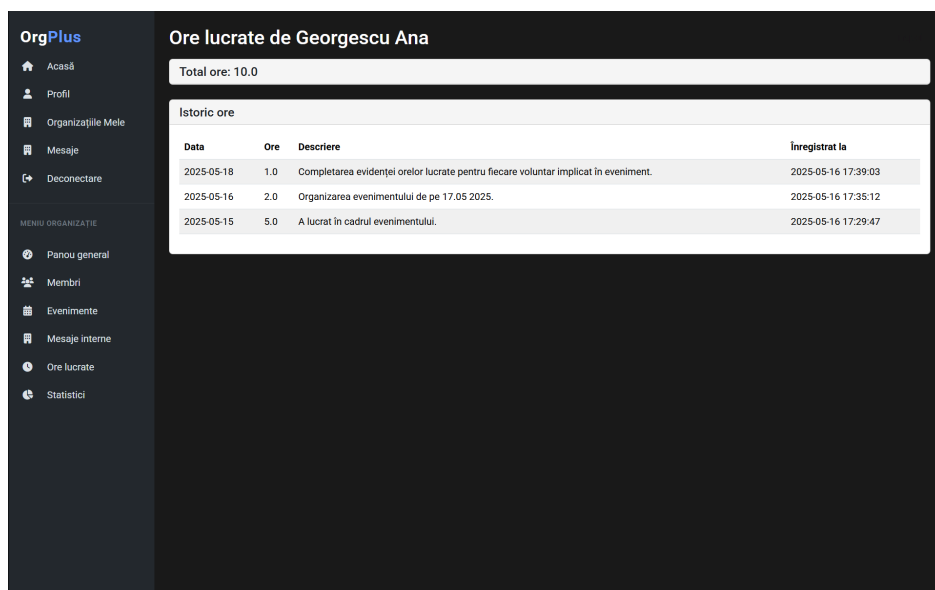 OrgPlus
Acasă
Profil
Organizațiile Mele
Mesaje
Deconectare
MENIU ORGANIZAȚIE
Panou general
Membri
Evenimente
Mesaje interne
Ore lucrate
Statistici
Ore lucrate de Georgescu Ana
Total ore: 10.0
Istoric ore
Data Ore Descriere Înregistrat la
2025-05-18 1.0 Completarea evidenței orelor lucrate pentru fiecare voluntar implicat în eveniment. 2025-05-16 17:39:03
2025-05-16 2.0 Organizarea evenimentului de pe 17.05 2025. 2025-05-16 17:35:12
2025-05-15 5.0 A lucrat în cadrul evenimentului. 2025-05-16 17:29:47